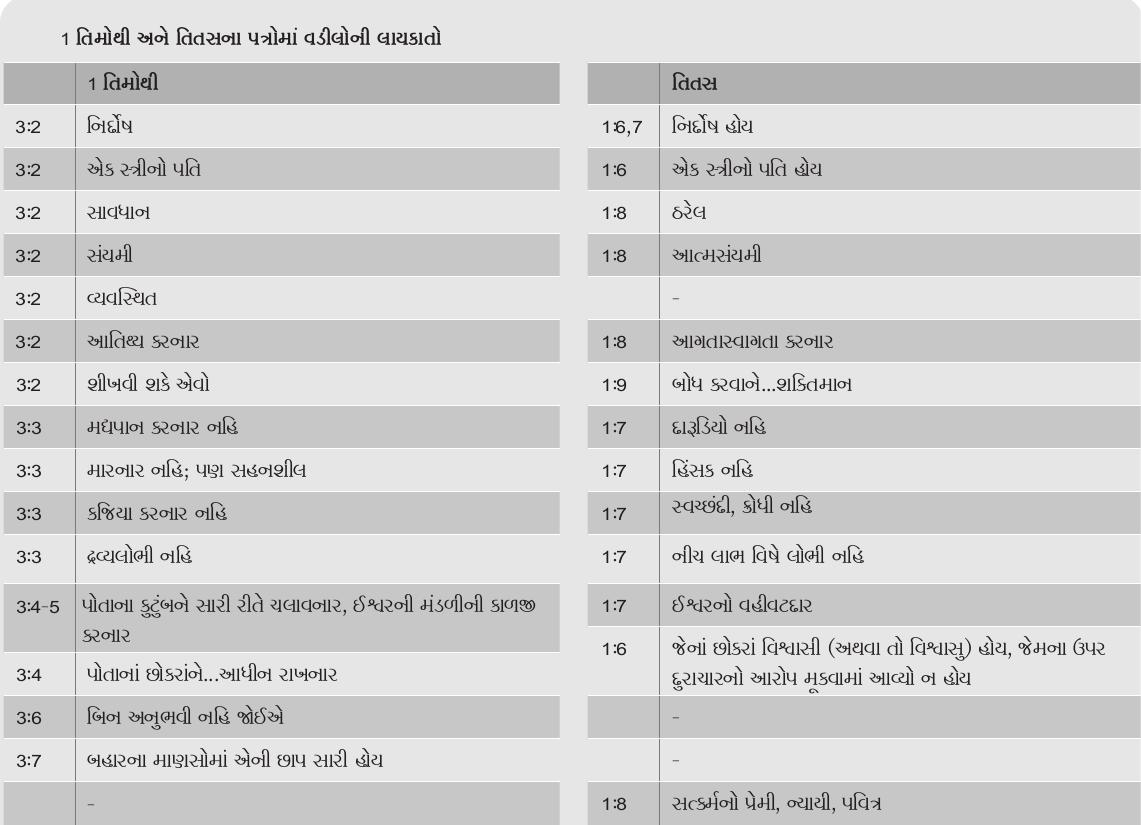 1 તિમોથી અને તિતસના પત્રોમાં વડીલોની લાયકાતો
1 તિમોથી
3:2 નિર્દોષ
3:2 એક સ્ત્રીનો પતિ
3:2 સાવધાન
3:2 સંયમી
3:2 વ્યવસ્થિત
3:2 આતિથ્ય કરનાર
3:2 શીખવી શકે એવો
3:3 મદ્યપાન કરનાર નહિ
3:3 મારનાર નહિ; પણ સહનશીલ
3:3 કજિયા કરનાર નહિ
3:3 દ્રવ્યલોભી નહિ
3:4-5 પોતાના કુટુંબને સારી રીતે ચલાવનાર, ઈશ્વરની મંડળીની કાળજી
કરનાર
3:4 પોતાનાં છોકરાંને...આધીન રાખનાર
3:6 બિન અનુભવી નહિ જોઈએ
3:7 બહારના માણસોમાં એની છાપ સારી હોય
-
તિતસ
1:6,7 નિર્દોષ હોય
1:6 એક સ્ત્રીનો પતિ હોય
1:8 ઠરેલ
1:8 આત્મસંયમી
-
1:8 આગતાસ્વાગતા કરનાર
1:9 બોધ કરવાને...શક્તિમાન
1:7 દારૂડિયો નહિ
1:7 હિંસક નહિ
1:7 સ્વચ્છંદી, ક્રોધી નહિ
1:7 નીચ લાભ વિષે લોભી નહિ
1:7 ઈશ્વરનો વહીવટદાર
1:6 જેનાં છોકરાં વિશ્વાસી (અથવા તો વિશ્વાસુ) હોય, જેમના ઉપર
દુરાચારનો આરોપ મૂકવામાં આવ્યો ન હોય
-
-
1:8 સત્કર્મનો પ્રેમી, ન્યાયી, પવિત્ર